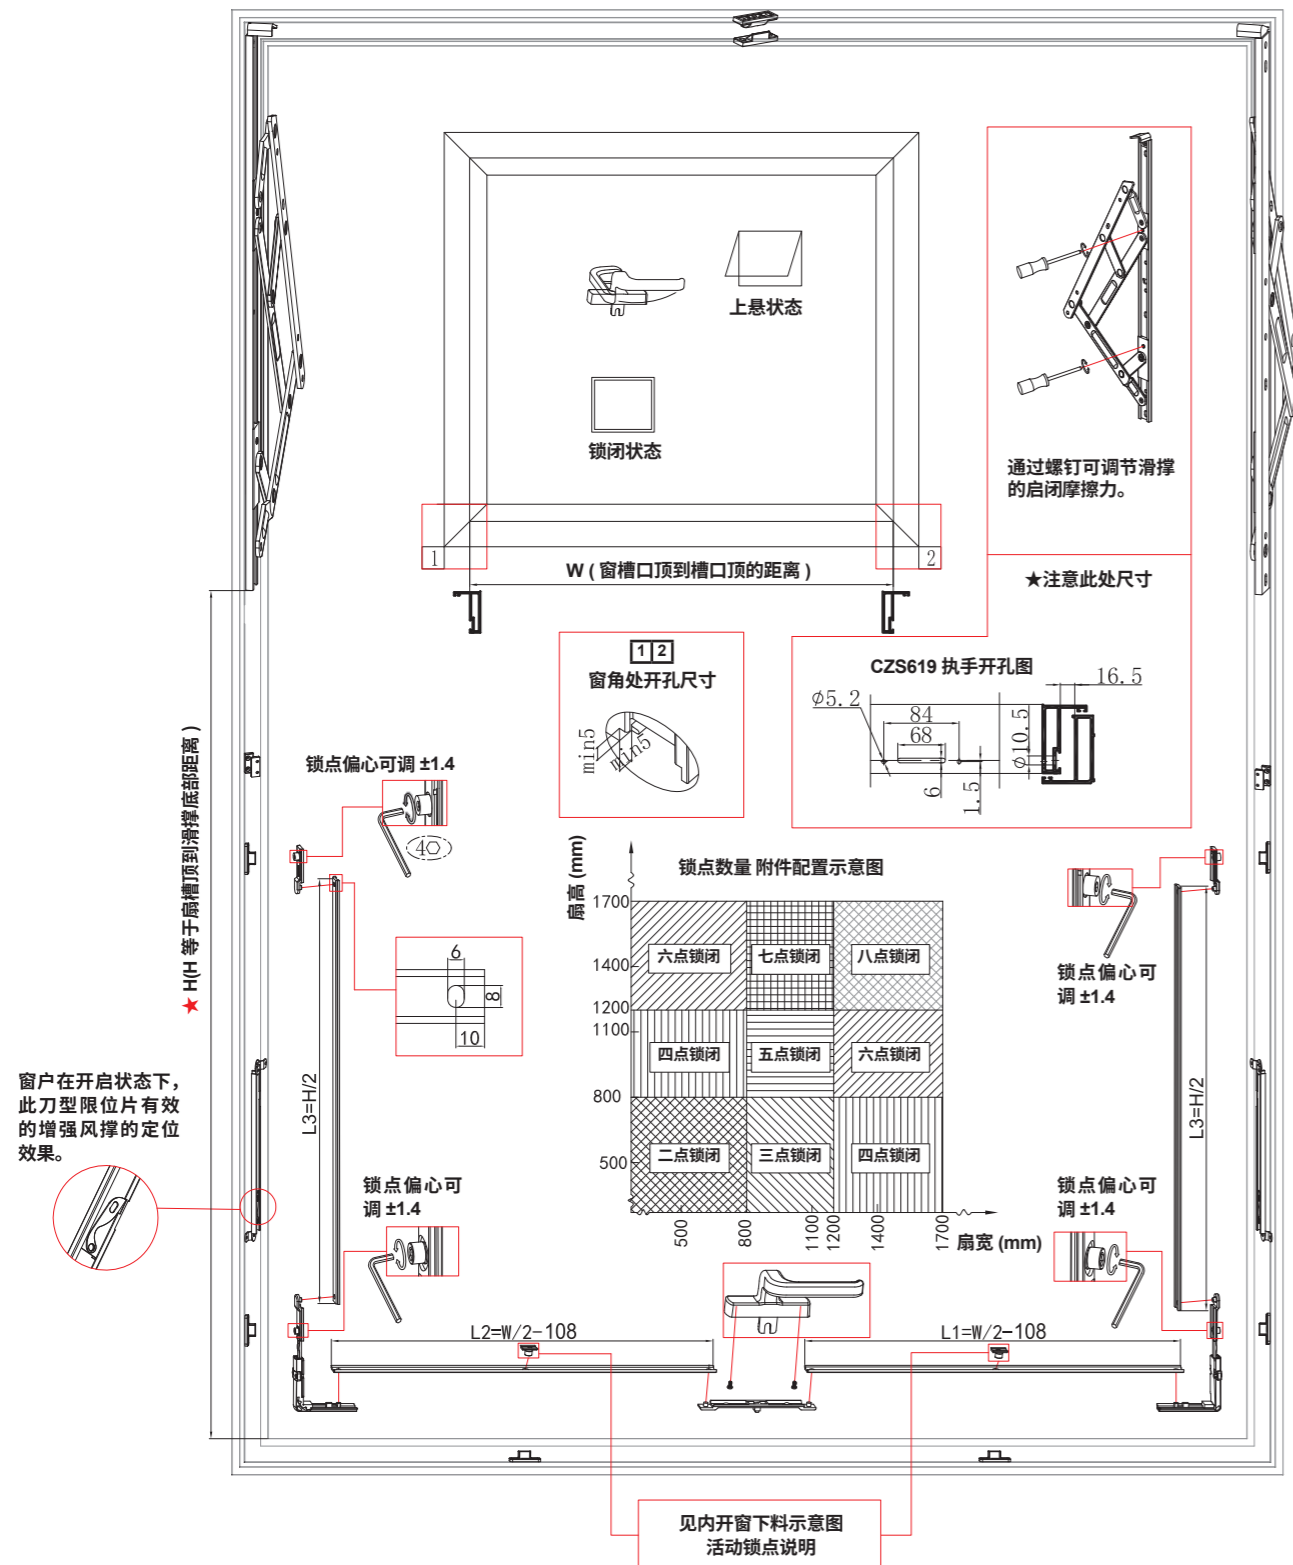 上悬状态
锁闭状态
1
2
W ( 窗槽口顶到槽口顶的距离 )
通过螺钉可调节滑撑
的启闭摩擦力。
★注意此处尺寸
1 2
窗角处开孔尺寸
min5
min5
CZS619 执手开孔图
16.5
Ø5.2
84
68
Ø10.5
6
1.5
★ H(H 等于扇槽顶到滑撑底部距离 )
锁点偏心可调 ±1.4
4
6
8
10
L3=H/2
窗户在开启状态下，
此刀型限位片有效
的增强风撑的定位
效果。
锁点数量 附件配置示意图
扇高 (mm)
1700
1400
1200
1100
800
500
六点锁闭
七点锁闭
八点锁闭
四点锁闭
五点锁闭
六点锁闭
二点锁闭
三点锁闭
四点锁闭
500
800
1100
1200
1400
1700
扇宽 (mm)
锁点偏心可
调 ±1.4
L3=H/2
锁点偏心可
调 ±1.4
锁点偏心可
调 ±1.4
L2=W/2-108
L1=W/2-108
见内开窗下料示意图
活动锁点说明